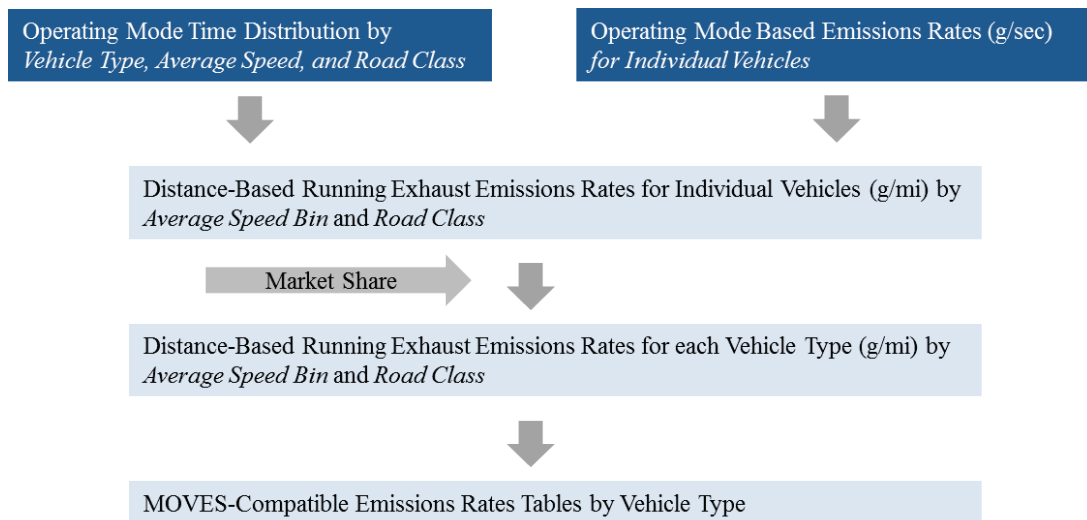 Operating Mode Time Distribution by
Vehicle Type, Average Speed, and Road Class
Operating Mode Based Emissions Rates (g/sec)
for Individual Vehicles
Distance-Based Running Exhaust Emissions Rates for Individual Vehicles (g/mi) by
Average Speed Bin and Road Class
Market Share
Distance-Based Running Exhaust Emissions Rates for each Vehicle Type (g/mi) by
Average Speed Bin and Road Class
MOVES-Compatible Emissions Rates Tables by Vehicle Type